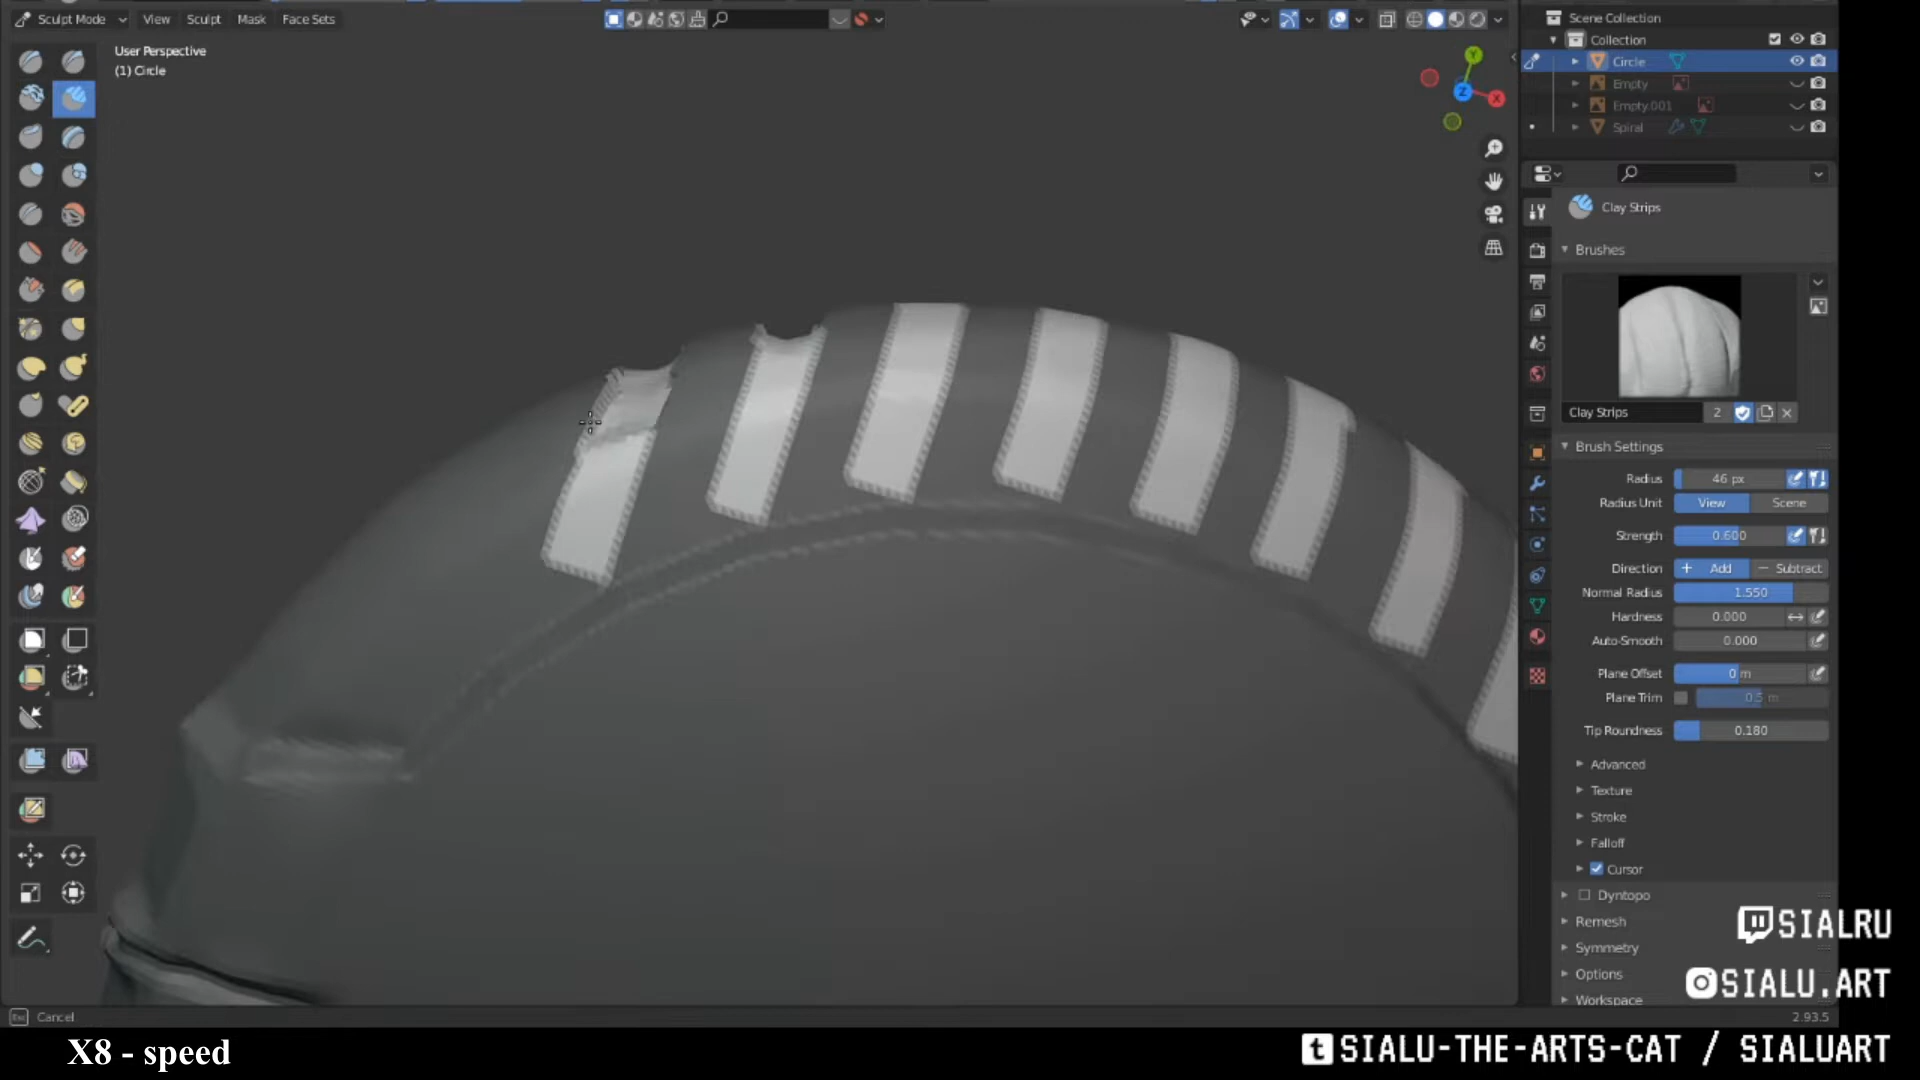 Sculpt Mode View Sculpt Mask Face Sets
User Perspective
(1) Circle
Y
Z
X
Scene Collection
Collection
Circle
Empty
Empty.001
Spiral
Clay Strips
Brushes
Clay Strips 2
Brush Settings
Radius 46 px
Radius Unit View Scene
Strength 0.600
Direction + Add − Subtract
Normal Radius 1.550
Hardness 0.000
Auto-Smooth 0.000
Plane Offset 0 m
Plane Trim 0.5 m
Tip Roundness 0.180
Advanced
Texture
Stroke
Falloff
Cursor
Dyntopo
Remesh
Symmetry
Options
Workspace
SIALRU
SIALU.ART
Esc Cancel
2.93.5
X8 - speed
t SIALU-THE-ARTS-CAT / SIALUART